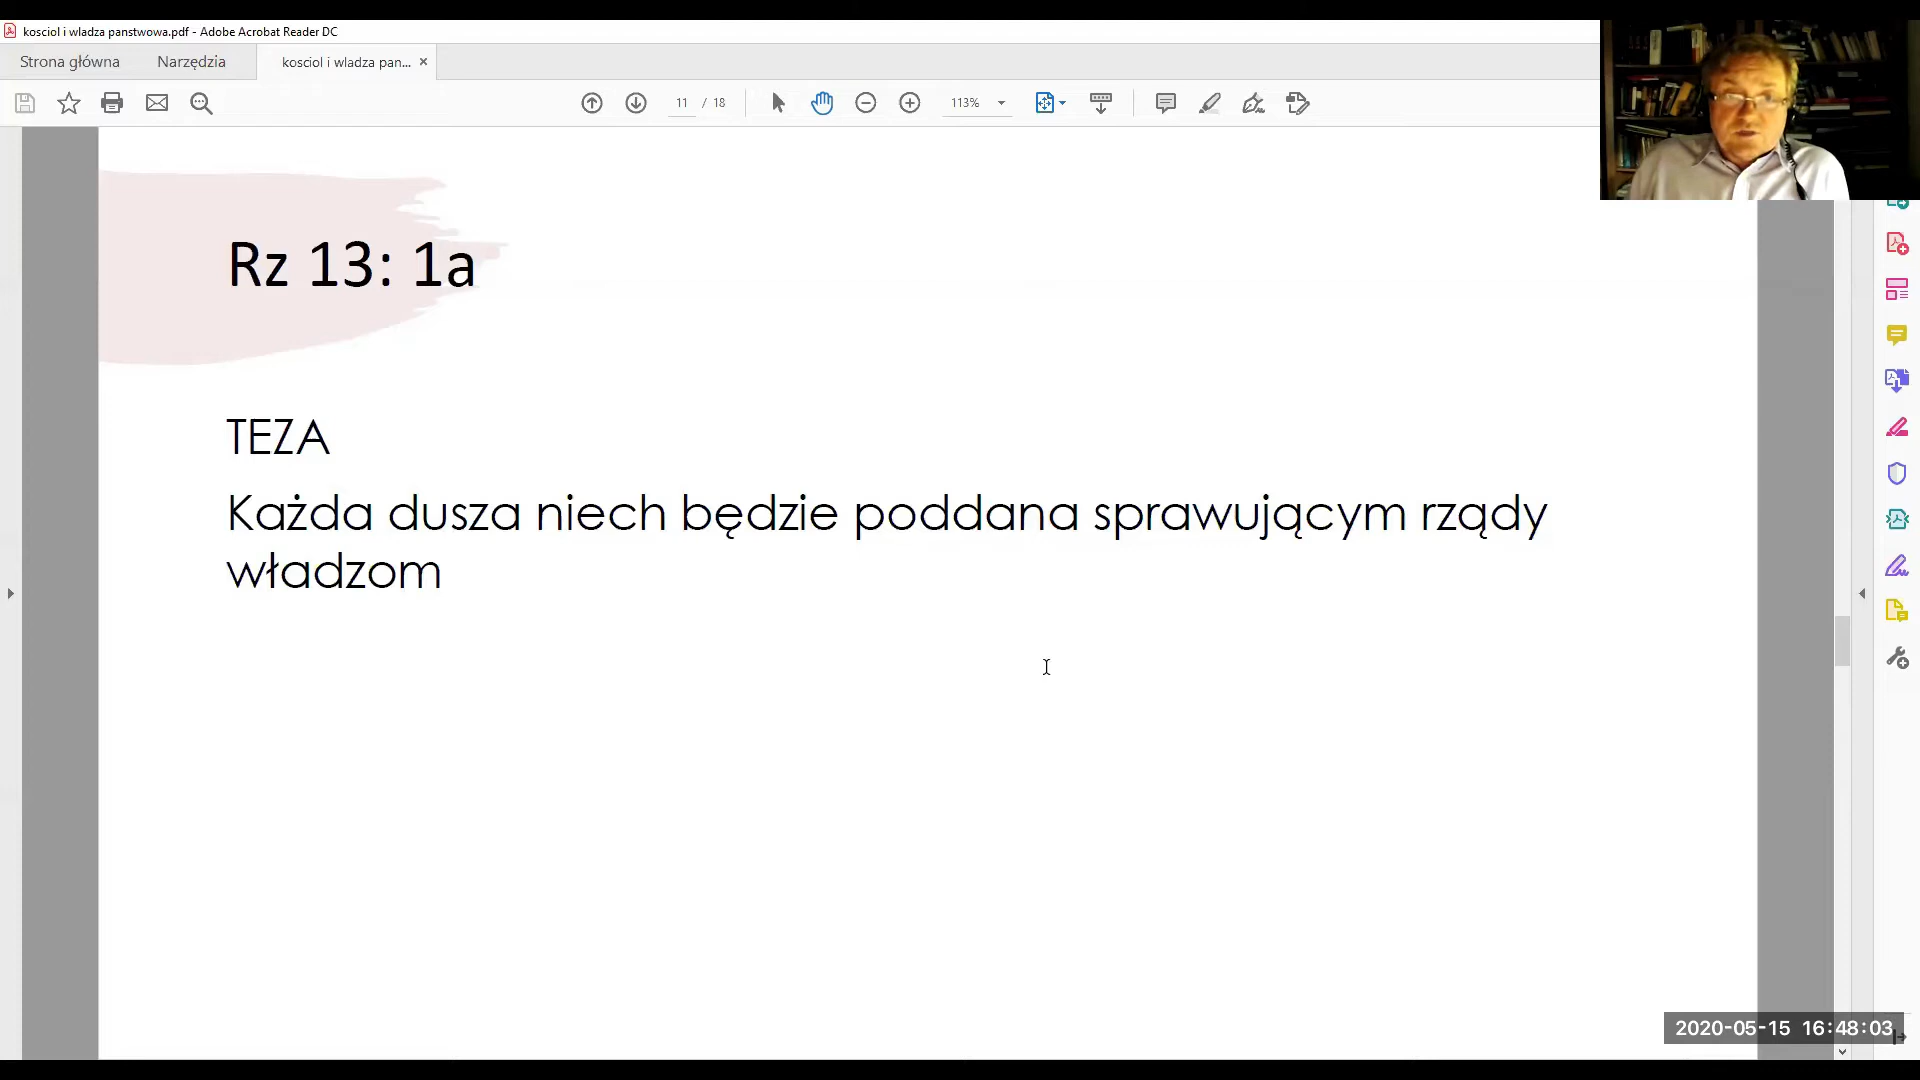 kosciol i wladza panstwowa.pdf - Adobe Acrobat Reader DC
Strona główna Narzędzia kosciol i wladza pan... ×
11 / 18 113%
Rz 13: 1a
TEZA
Każda dusza niech będzie poddana sprawującym rządy
władzom
2020-05-15 16:48:03